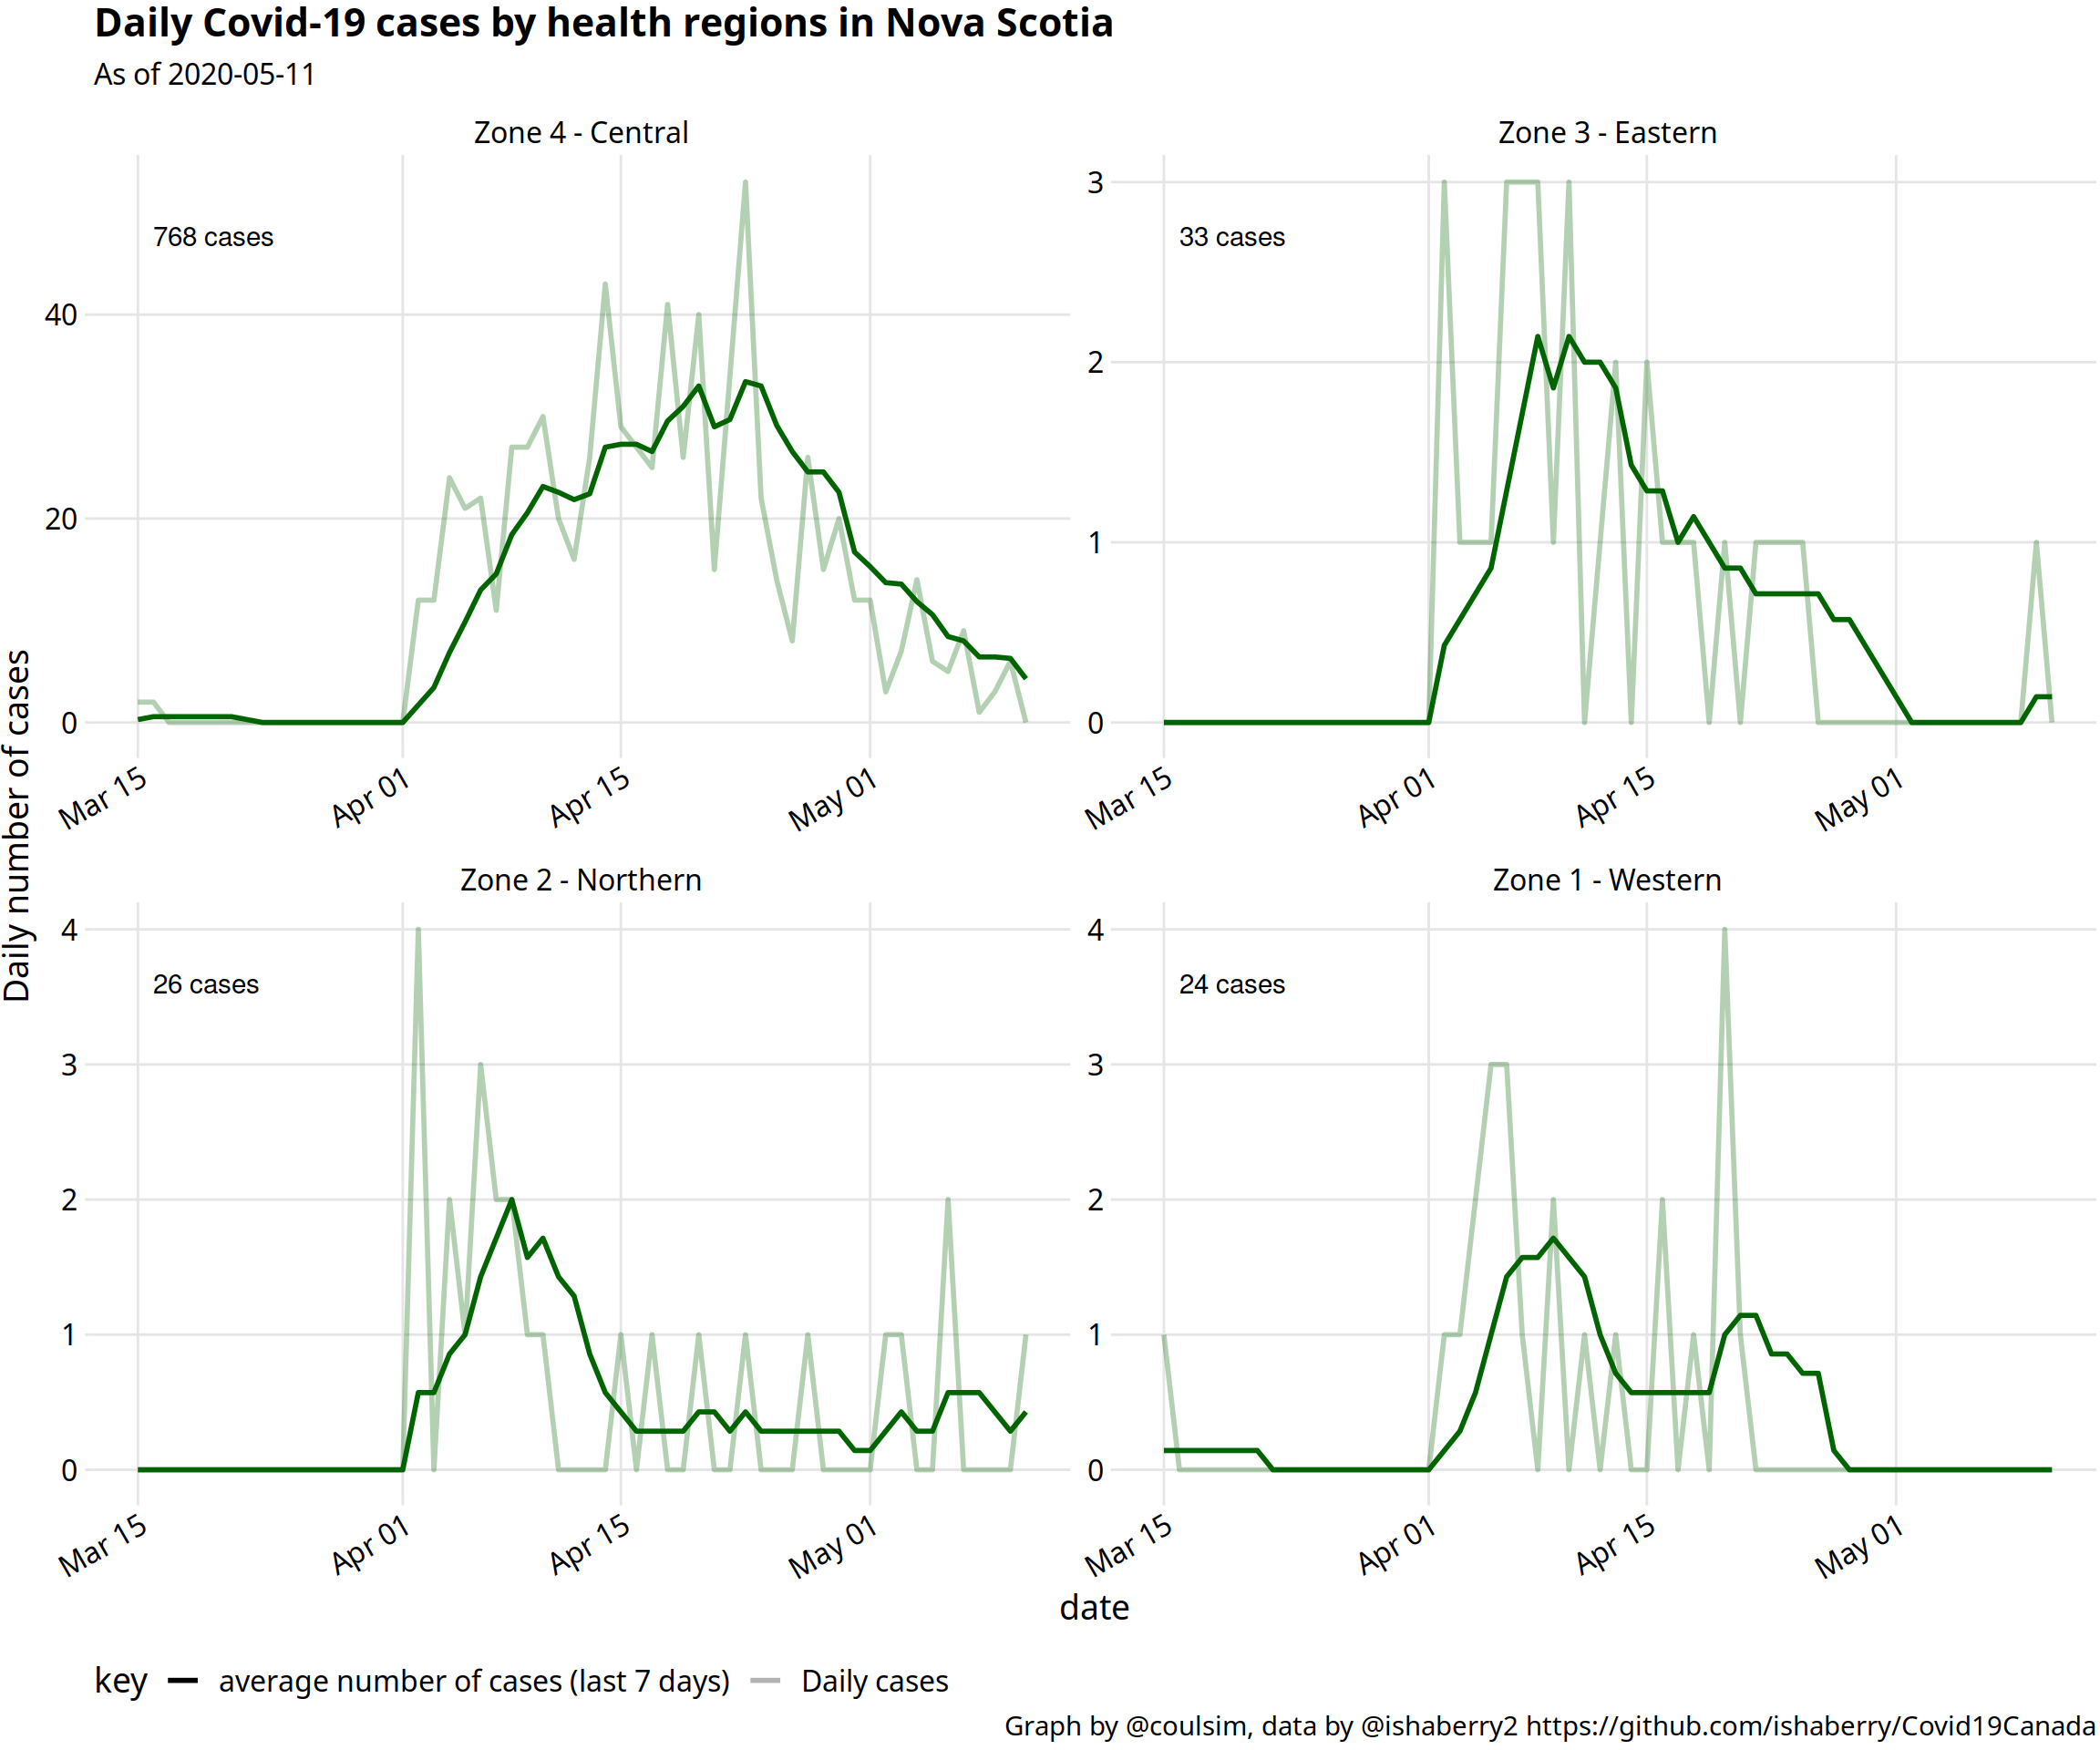 Daily Covid-19 cases by health regions in Nova Scotia
As of 2020-05-11
Zone 4 - Central
768 cases
40
20
0
Mar 15
Apr 01
Apr 15
May 01
Zone 3 - Eastern
33 cases
3
2
1
0
Mar 15
Apr 01
Apr 15
May 01
Daily number of cases
Zone 2 - Northern
26 cases
4
3
2
1
0
Mar 15
Apr 01
Apr 15
May 01
Zone 1 - Western
24 cases
4
3
2
1
0
Mar 15
Apr 01
Apr 15
May 01
date
key average number of cases (last 7 days) Daily cases
Graph by @coulsim, data by @ishaberry2 https://github.com/ishaberry/Covid19Canada